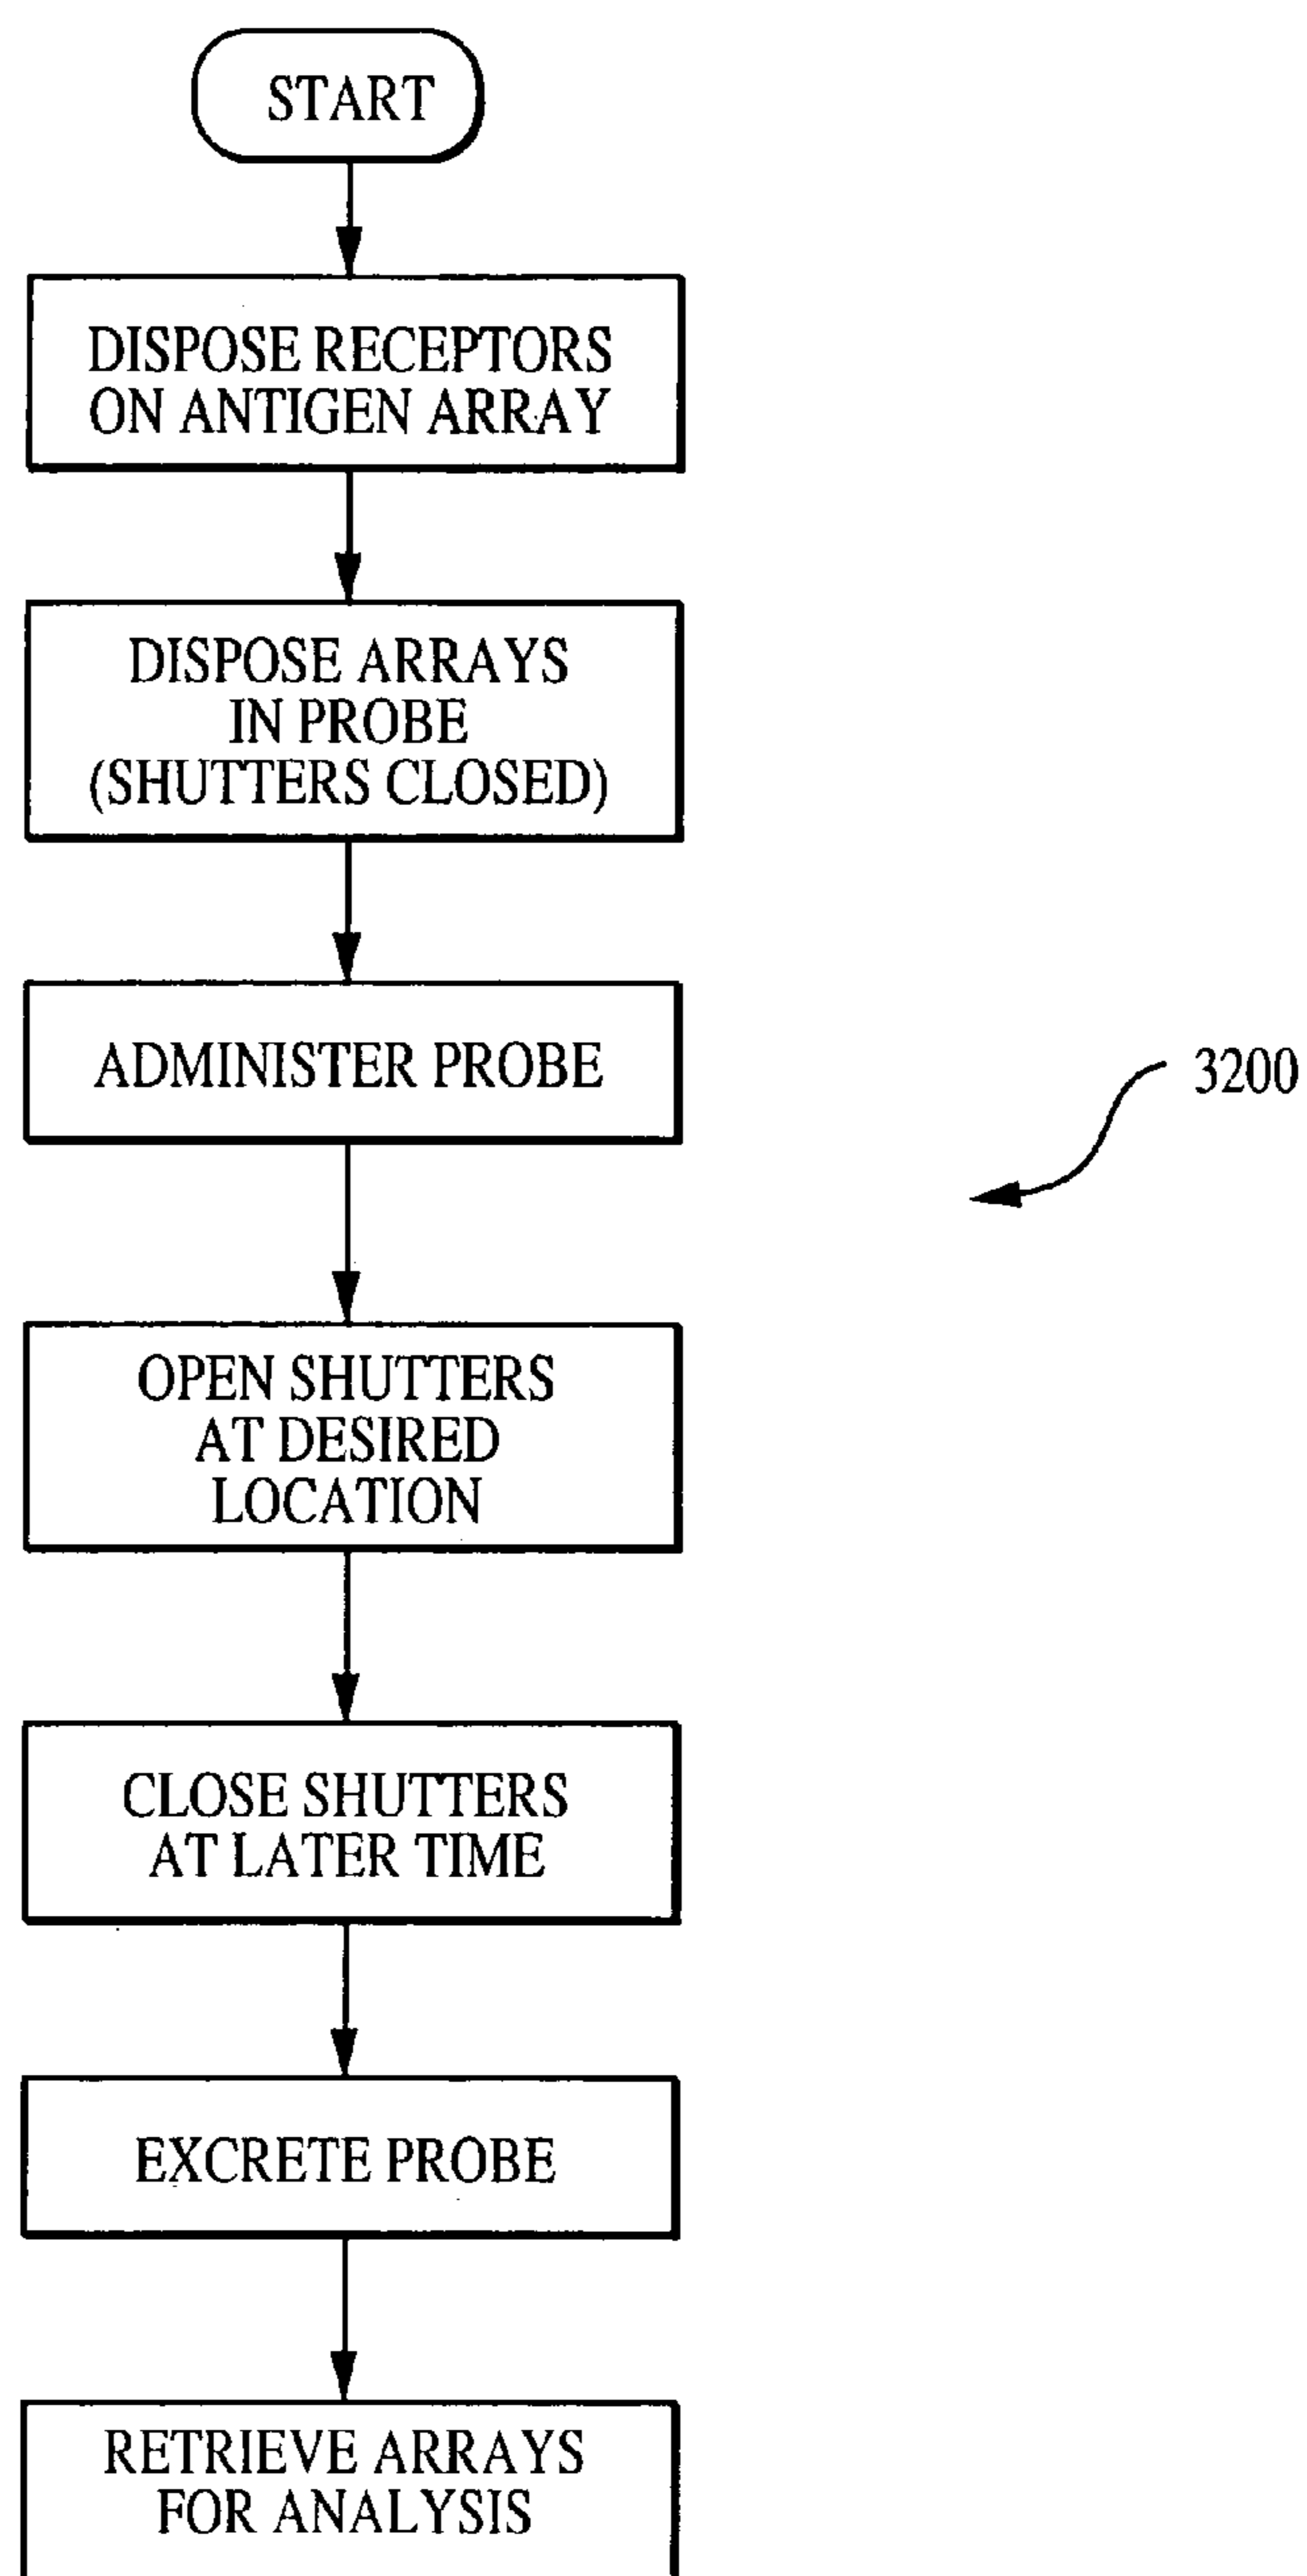 START
DISPOSE RECEPTORS
ON ANTIGEN ARRAY
DISPOSE ARRAYS
IN PROBE
(SHUTTERS CLOSED)
ADMINISTER PROBE
3200
OPEN SHUTTERS
AT DESIRED
LOCATION
CLOSE SHUTTERS
AT LATER TIME
EXCRETE PROBE
RETRIEVE ARRAYS
FOR ANALYSIS